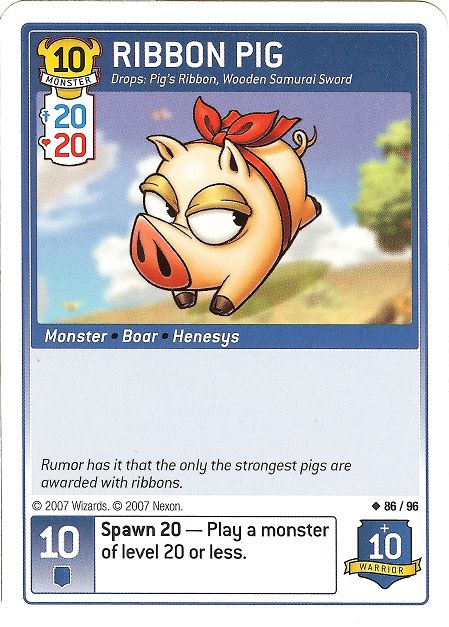 10
MONSTER
RIBBON PIG
Drops: Pig's Ribbon, Wooden Samurai Sword
20
20
Monster • Boar • Henesys
Rumor has it that the only the strongest pigs are
awarded with ribbons.
© 2007 Wizards. © 2007 Nexon.
◆ 86 / 96
10
Spawn 20 — Play a monster
of level 20 or less.
+
10
WARRIOR